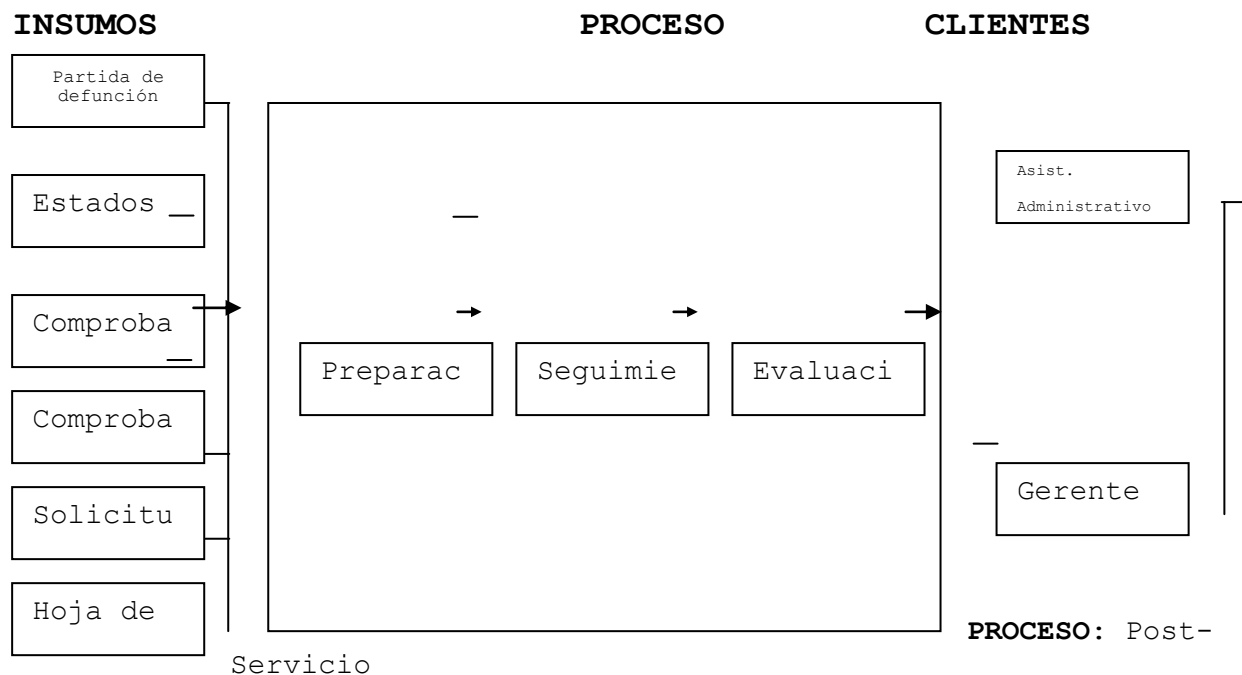 INSUMOS PROCESO CLIENTES
Partida de
defunción
Estados
Comproba
Comproba
Solicitu
Hoja de
Preparac
Seguimie
Evaluaci
Asist.
Administrativo
Gerente
PROCESO: Post-
Servicio